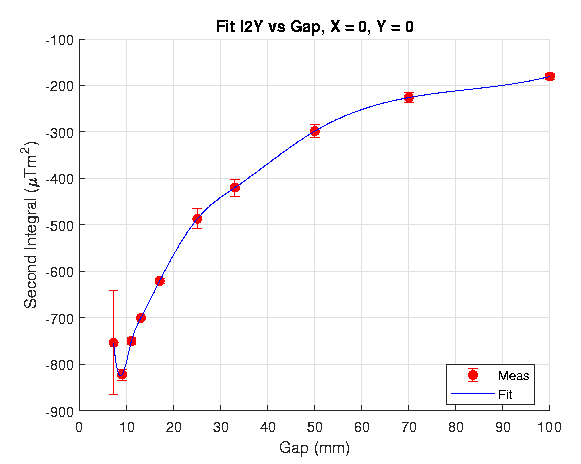 Fit I2Y vs Gap, X = 0, Y = 0
-100
-200
-300
-400
-500
-600
-700
-800
-900
Second Integral (μTm²)
0 10 20 30 40 50 60 70 80 90 100
Gap (mm)
Meas
Fit